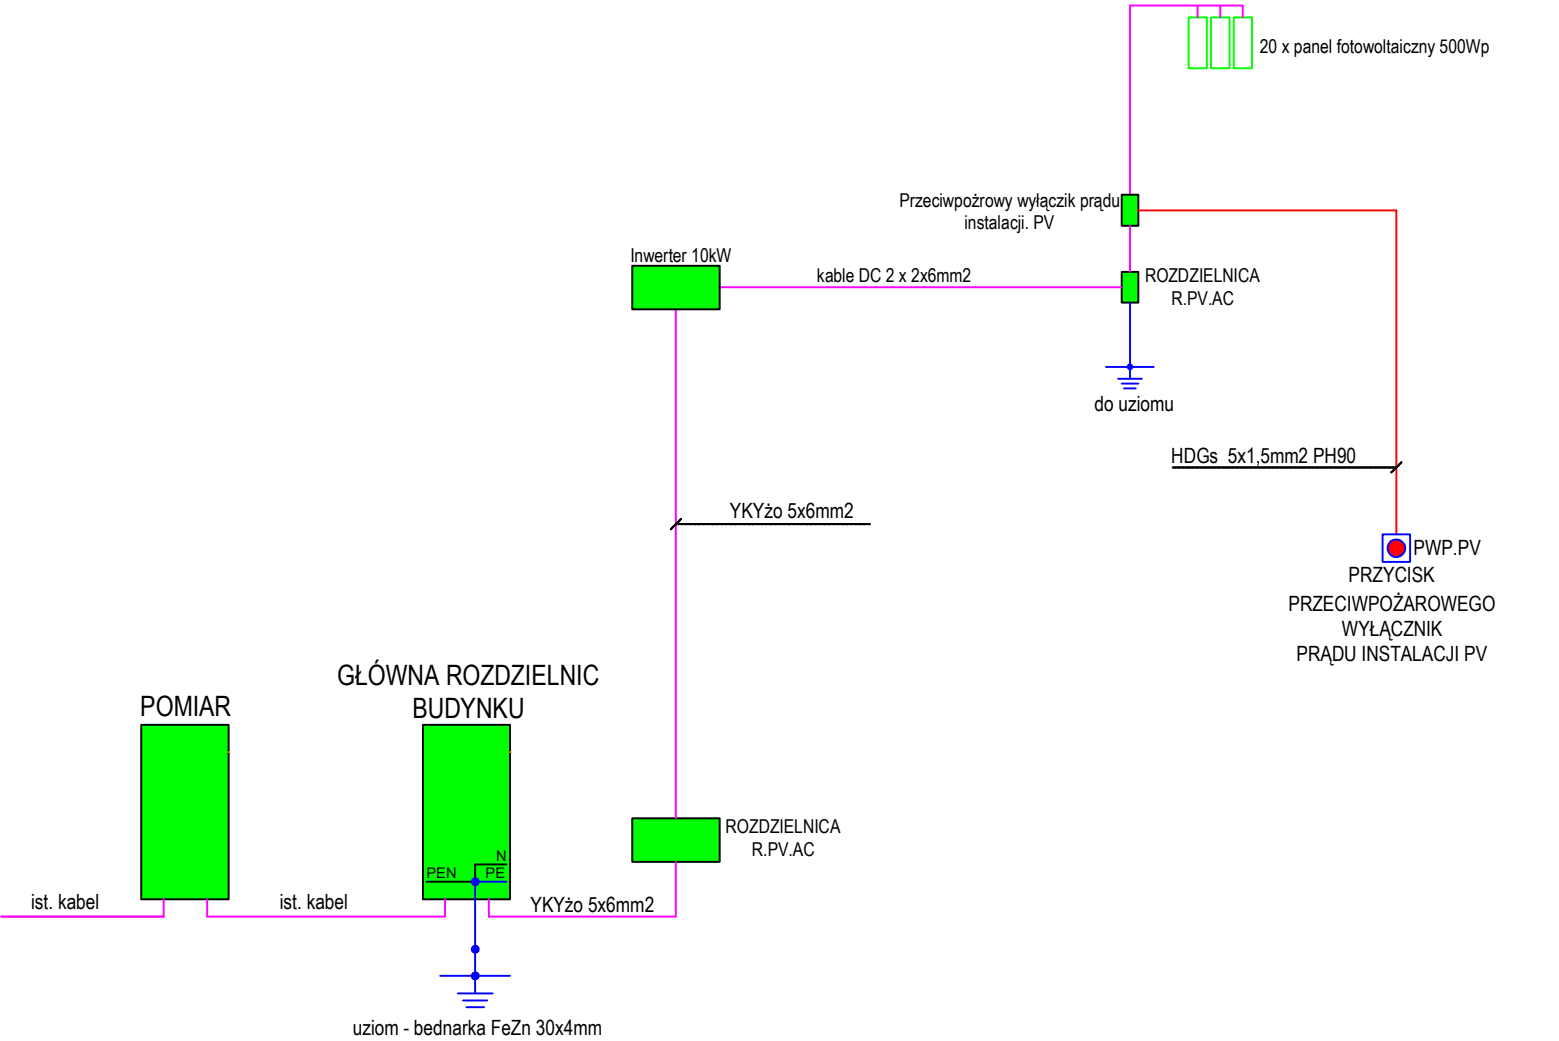 20 x panel fotowoltaiczny 500Wp
Przeciwpożrowy wyłączik prądu
instalacji. PV
Inwerter 10kW
kable DC 2 x 2x6mm2
ROZDZIELNICA
R.PV.AC
do uziomu
HDGs  5x1,5mm2 PH90
YKYżo 5x6mm2
PWP.PV
PRZYCISK
PRZECIWPOŻAROWEGO
WYŁĄCZNIK
PRĄDU INSTALACJI PV
GŁÓWNA ROZDZIELNIC
BUDYNKU
POMIAR
ROZDZIELNICA
R.PV.AC
N
PEN
PE
ist. kabel
ist. kabel
YKYżo 5x6mm2
uziom - bednarka FeZn 30x4mm